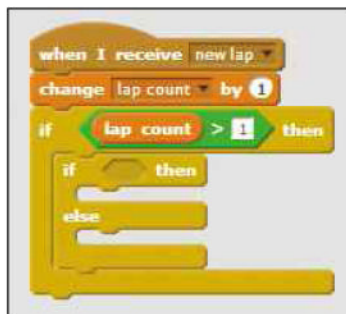 when I receive new lap
change lap count by 1
if lap count > 1 then
if then
else